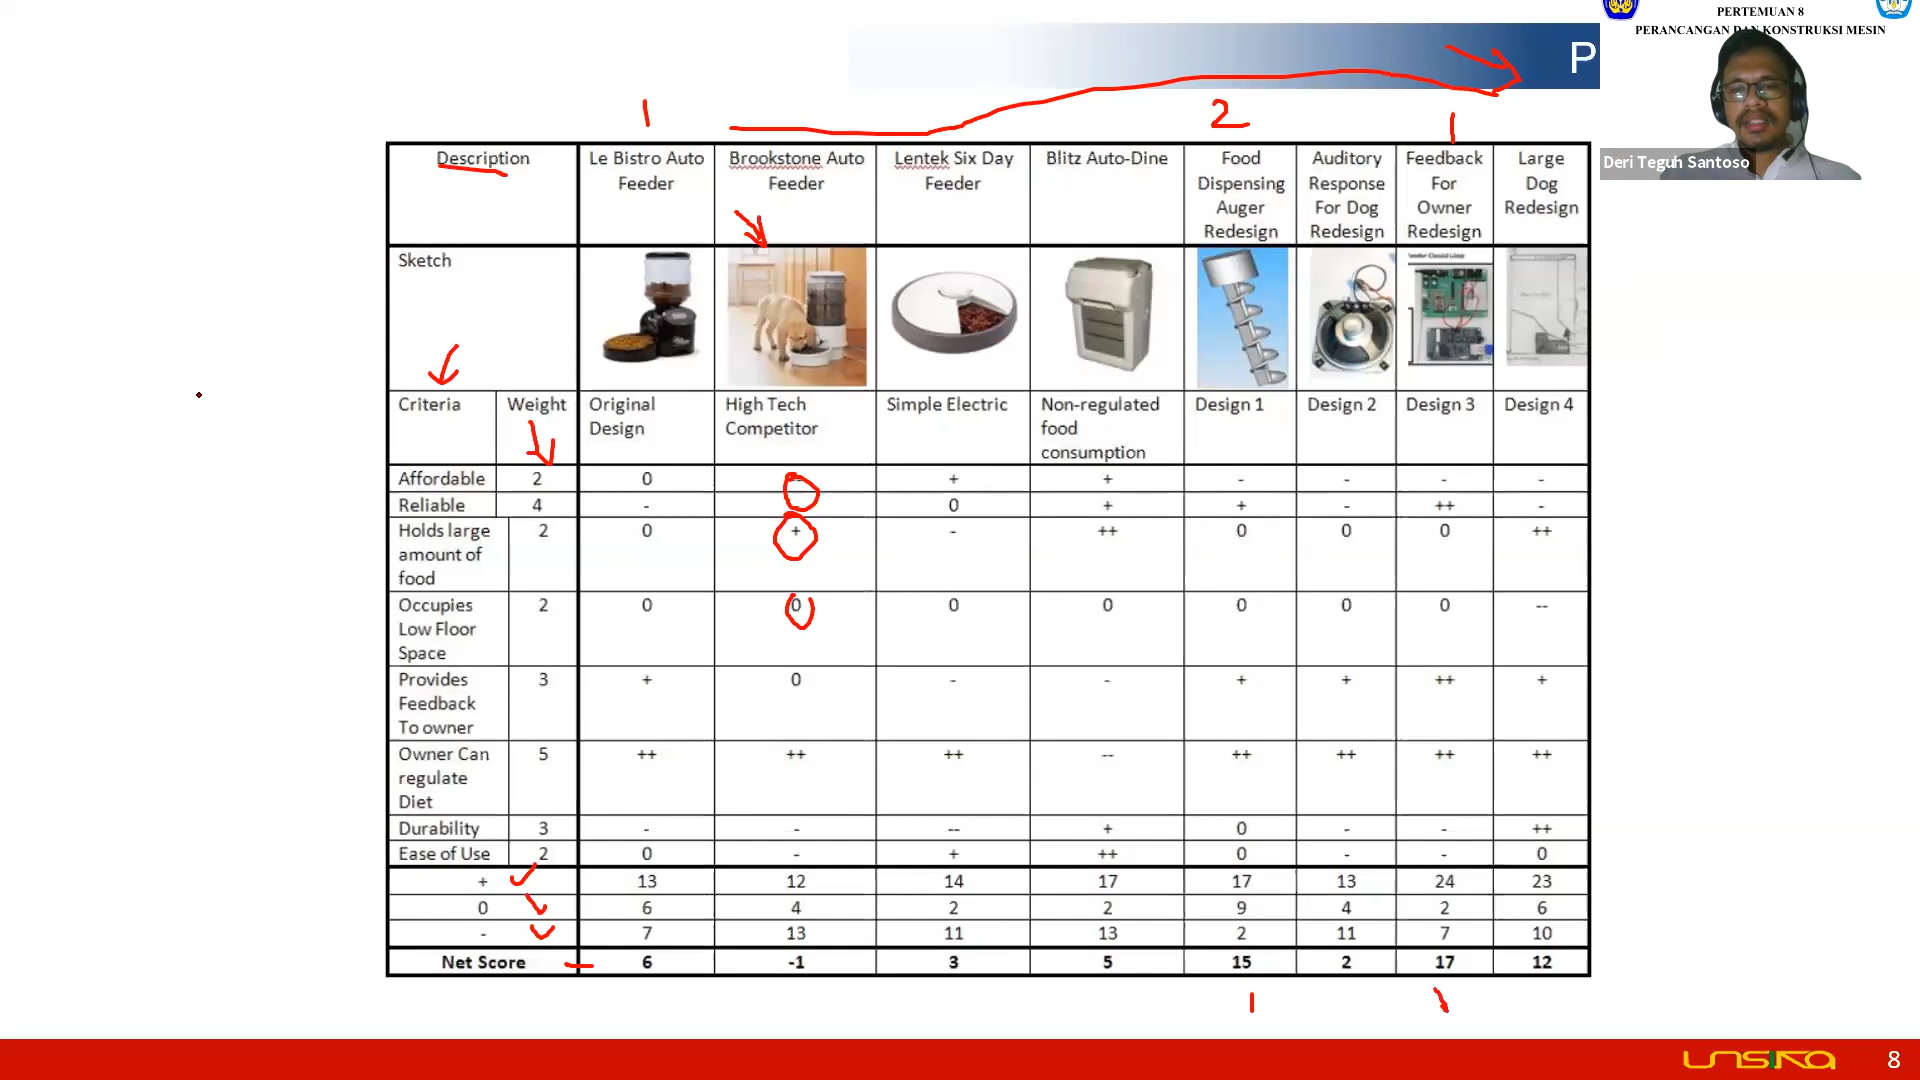 PERTEMUAN 8
PERANCANGAN DAN KONSTRUKSI MESIN
P
1 2 1
Deri Teguh Santoso
Description Le Bistro Auto Feeder Brookstone Auto Feeder Lentek Six Day Feeder Blitz Auto-Dine Food Dispensing Auger Redesign Auditory Response For Dog Redesign Feedback For Owner Redesign Large Dog Redesign
Sketch
Criteria Weight Original Design High Tech Competitor Simple Electric Non-regulated food consumption Design 1 Design 2 Design 3 Design 4
Affordable 2 0 + + - - - -
Reliable 4 - 0 + + - ++ -
Holds large amount of food 2 0 + - ++ 0 0 0 ++
Occupies Low Floor Space 2 0 0 0 0 0 0 0 --
Provides Feedback To owner 3 + 0 - - + + ++ +
Owner Can regulate Diet 5 ++ ++ ++ -- ++ ++ ++ ++
Durability 3 - - -- + 0 - - ++
Ease of Use 2 0 - + ++ 0 - - 0
+ 13 12 14 17 17 13 24 23
0 6 4 2 2 9 4 2 6
- 7 13 11 13 2 11 7 10
Net Score 6 -1 3 5 15 2 17 12
1
UNSIKA 8